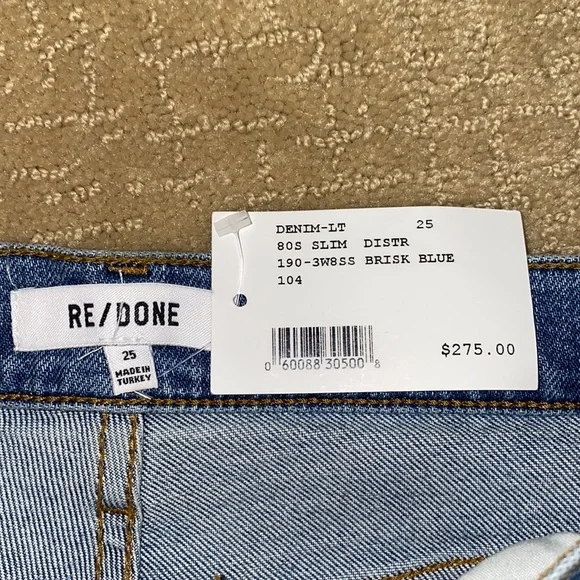 RE/DONE
25
MADE IN
TURKEY
DENIM-LT 25
80S SLIM DISTR
190-3W8SS BRISK BLUE
104
0 60088 30500 8
$275.00